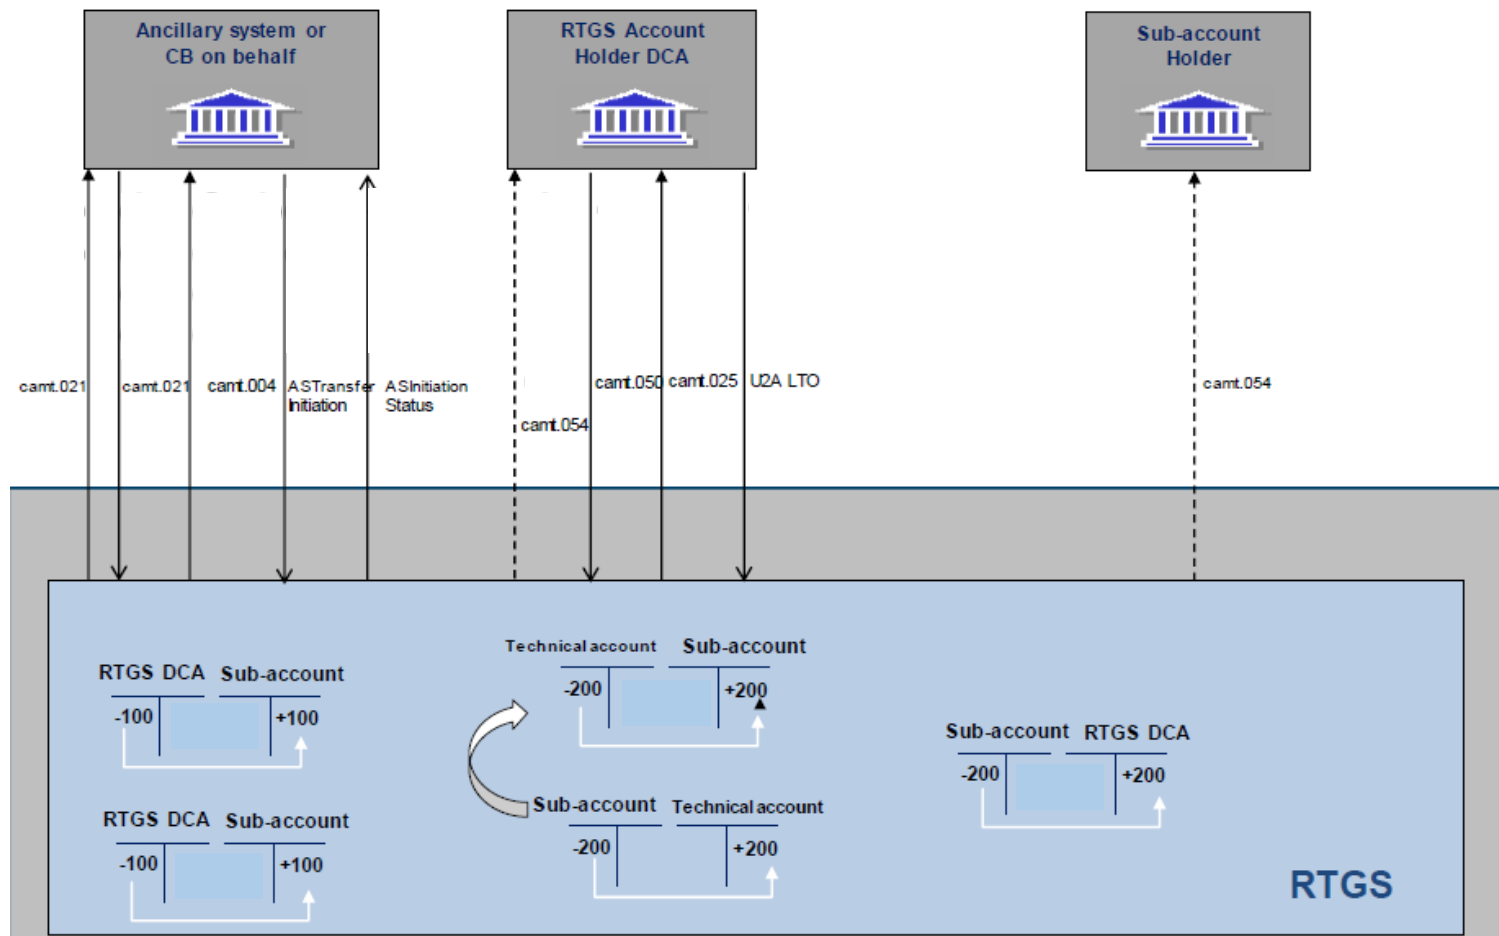 Ancillary system or
CB on behalf
RTGS Account
Holder DCA
Sub-account
Holder
camt.021
camt.021
camt.004
ASTransfer
Initiation
ASInitiation
Status
camt.054
camt.050
camt.025
U2A LTO
camt.054
RTGS DCA Sub-account
-100 +100
RTGS DCA Sub-account
-100 +100
Technical account Sub-account
-200 +200
Sub-account Technical account
-200 +200
Sub-account RTGS DCA
-200 +200
RTGS